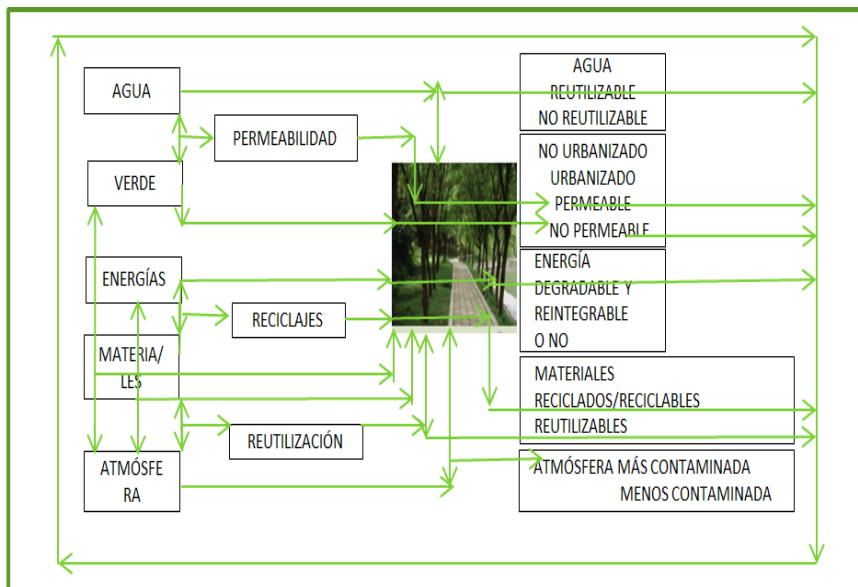 AGUA
PERMEABILIDAD
VERDE
ENERGÍAS
RECICLAJES
MATERIA/
LES
REUTILIZACIÓN
ATMÓSFE
RA
AGUA
REUTILIZABLE
NO REUTILIZABLE
NO URBANIZADO
URBANIZADO
PERMEABLE
NO PERMEABLE
ENERGÍA
DEGRADABLE Y
REINTEGRABLE
O NO
MATERIALES
RECICLADOS/RECICLABLES
REUTILIZABLES
ATMÓSFERA MÁS CONTAMINADA
MENOS CONTAMINADA